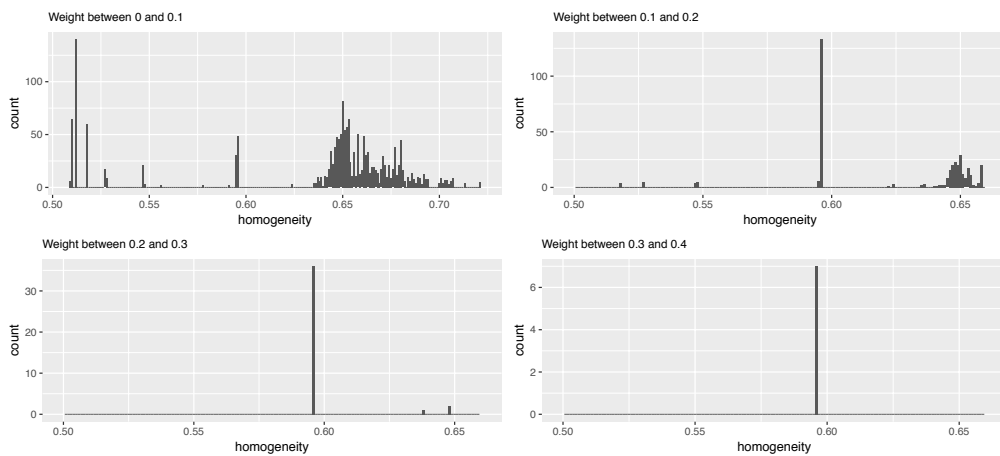 Weight between 0 and 0.1
count
100
50
0
0.50 0.55 0.60 0.65 0.70
homogeneity
Weight between 0.1 and 0.2
count
100
50
0
0.50 0.55 0.60 0.65
homogeneity
Weight between 0.2 and 0.3
count
30
20
10
0
0.50 0.55 0.60 0.65
homogeneity
Weight between 0.3 and 0.4
count
6
4
2
0
0.50 0.55 0.60 0.65
homogeneity